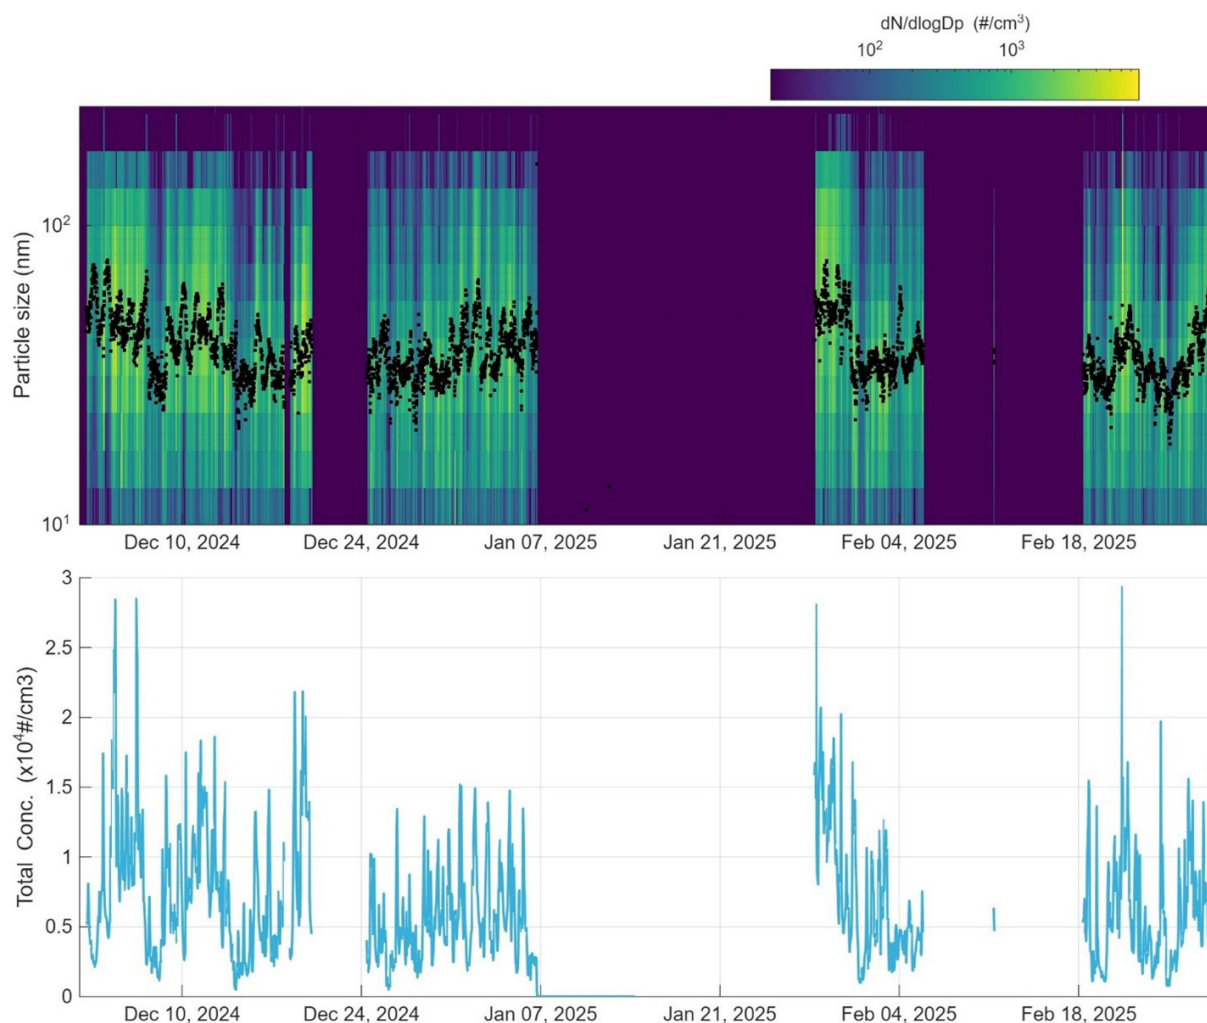 dN/dlogDp (#/cm³)
10² 10³
Particle size (nm)
10²
10¹
Dec 10, 2024 Dec 24, 2024 Jan 07, 2025 Jan 21, 2025 Feb 04, 2025 Feb 18, 2025
Total Conc. (x10⁴#/cm3)
3
2.5
2
1.5
1
0.5
0
Dec 10, 2024 Dec 24, 2024 Jan 07, 2025 Jan 21, 2025 Feb 04, 2025 Feb 18, 2025